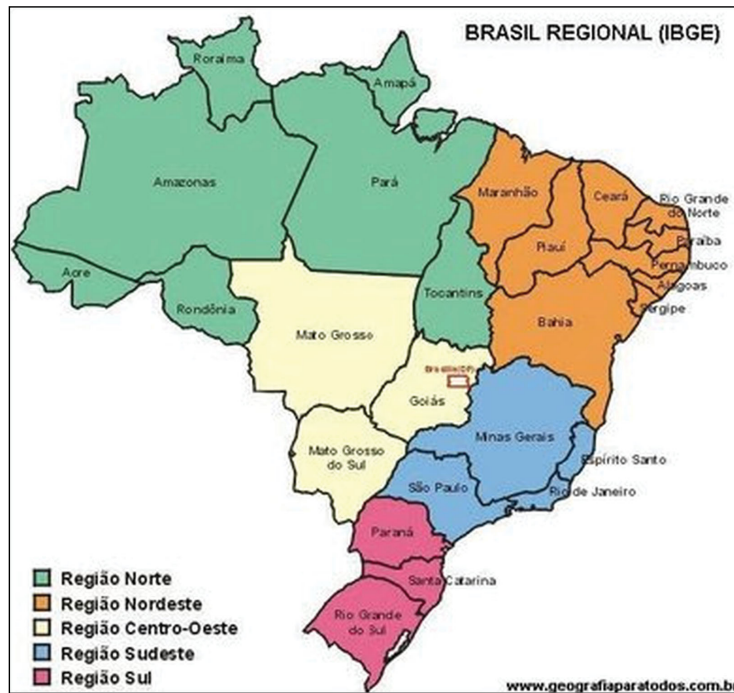 BRASIL REGIONAL (IBGE)
Roraima
Amapá
Amazonas
Pará
Maranhão
Ceará
Rio Grande
do Norte
Paraíba
Piauí
Pernambuco
Acre
Rondônia
Tocantins
Alagoas
Sergipe
Bahia
Mato Grosso
Brasília(DF)
Goiás
Minas Gerais
Mato Grosso
do Sul
Espírito Santo
São Paulo
Rio de Janeiro
Paraná
Santa Catarina
Rio Grande
do Sul
Região Norte
Região Nordeste
Região Centro-Oeste
Região Sudeste
Região Sul
www.geografiaparatodos.com.br